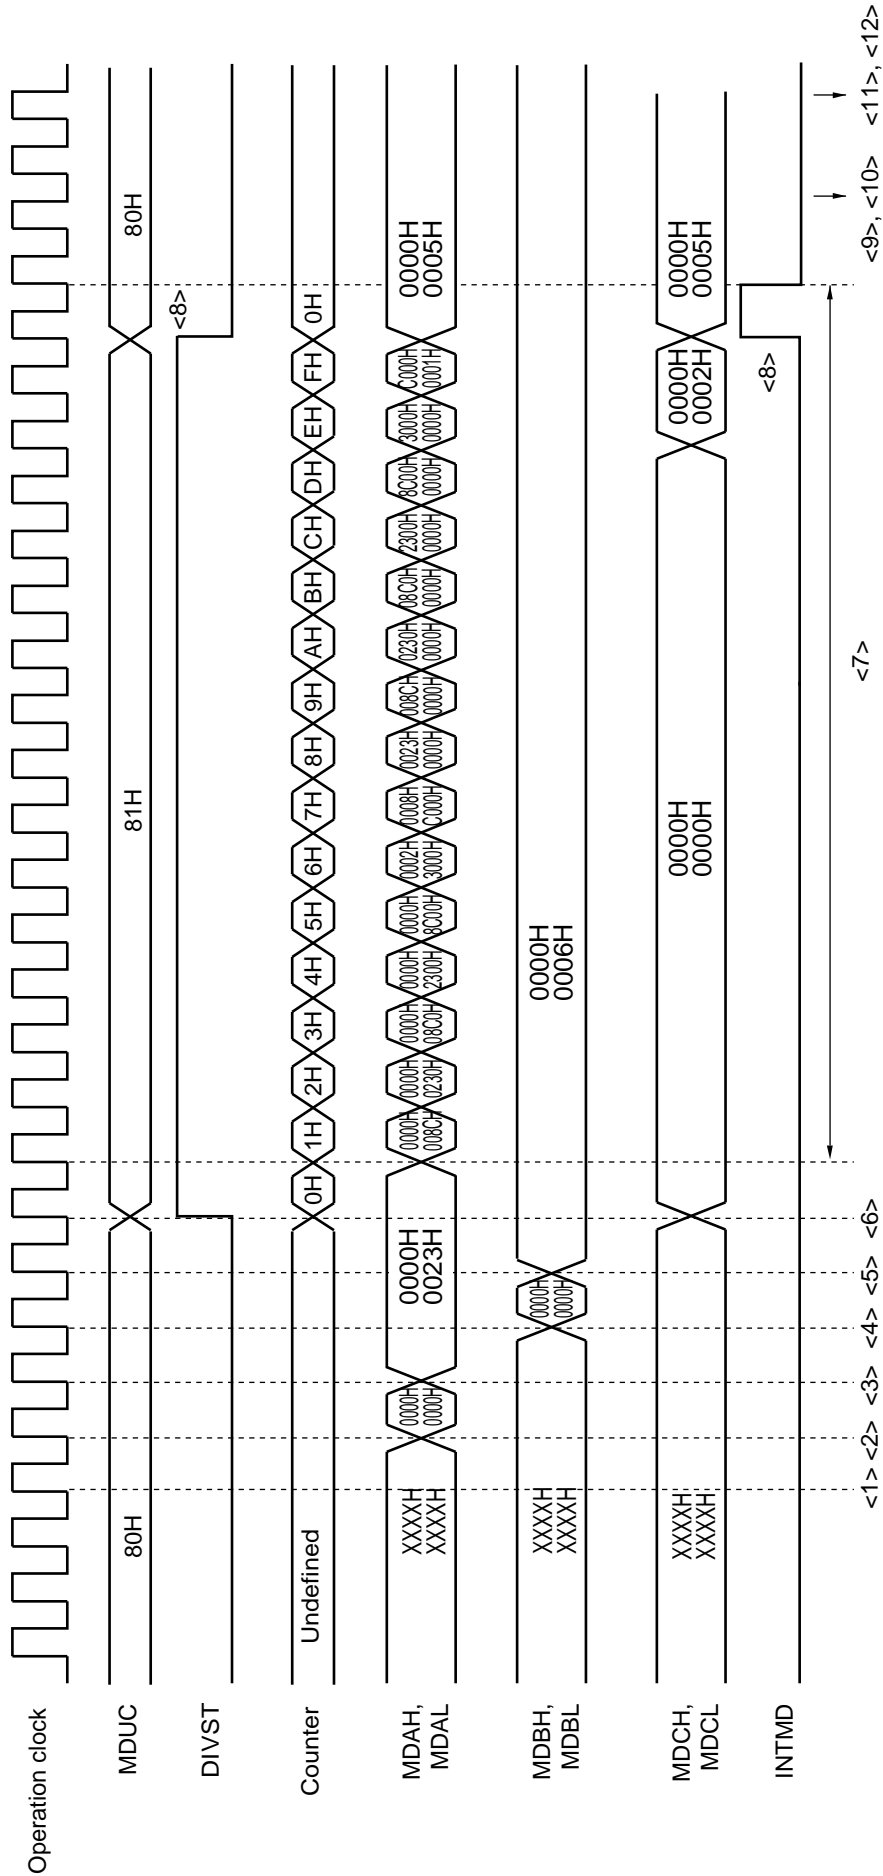 Operation clock
MDUC 80H 81H 80H
DIVST <8>
Counter Undefined 0H 1H 2H 3H 4H 5H 6H 7H 8H 9H AH BH CH DH EH FH 0H
MDAH, XXXXH 0000H 0000H 0000H 0000H 0000H 0000H 0000H 0002H 0008H 0023H 008CH 0230H 08C0H 2300H 8C00H 3000H C000H 0000H
MDAL XXXXH 0000H 0023H 008CH 0230H 08C0H 2300H 8C00H 3000H C000H 0000H 0000H 0000H 0000H 0000H 0000H 0000H 0001H 0005H
MDBH, XXXXH 0000H 0000H
MDBL XXXXH 0000H 0006H
MDCH, XXXXH 0000H 0000H 0000H
MDCL XXXXH 0000H 0002H 0005H
INTMD <8>
<7>
<1> <2> <3> <4> <5> <6> <9>, <10> <11>, <12>